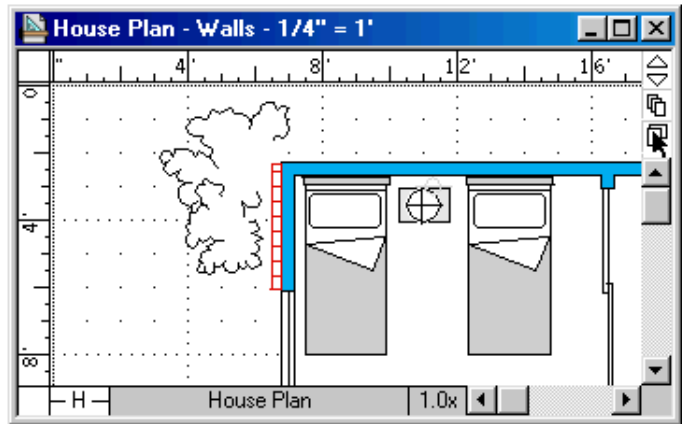 House Plan - Walls - 1/4" = 1'
" 4' 8' 12' 16'
0
4'
8'
H House Plan 1.0x